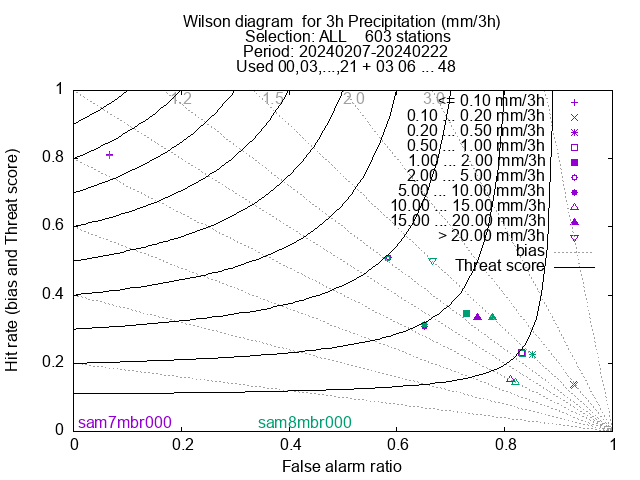 Wilson diagram for 3h Precipitation (mm/3h)
Selection: ALL 603 stations
Period: 20240207-20240222
Used 00,03,...,21 + 03 06 ... 48
1.2 1.5 2.0 3.0
<= 0.10 mm/3h
0.10 ... 0.20 mm/3h
0.20 ... 0.50 mm/3h
0.50 ... 1.00 mm/3h
1.00 ... 2.00 mm/3h
2.00 ... 5.00 mm/3h
5.00 ... 10.00 mm/3h
10.00 ... 15.00 mm/3h
15.00 ... 20.00 mm/3h
> 20.00 mm/3h
bias
Threat score
1
0.8
0.6
0.4
0.2
0
Hit rate (bias and Threat score)
sam7mbr000 sam8mbr000
0 0.2 0.4 0.6 0.8 1
False alarm ratio